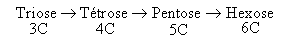 Triose → Tétrose → Pentose → Hexose
3C 4C 5C 6C